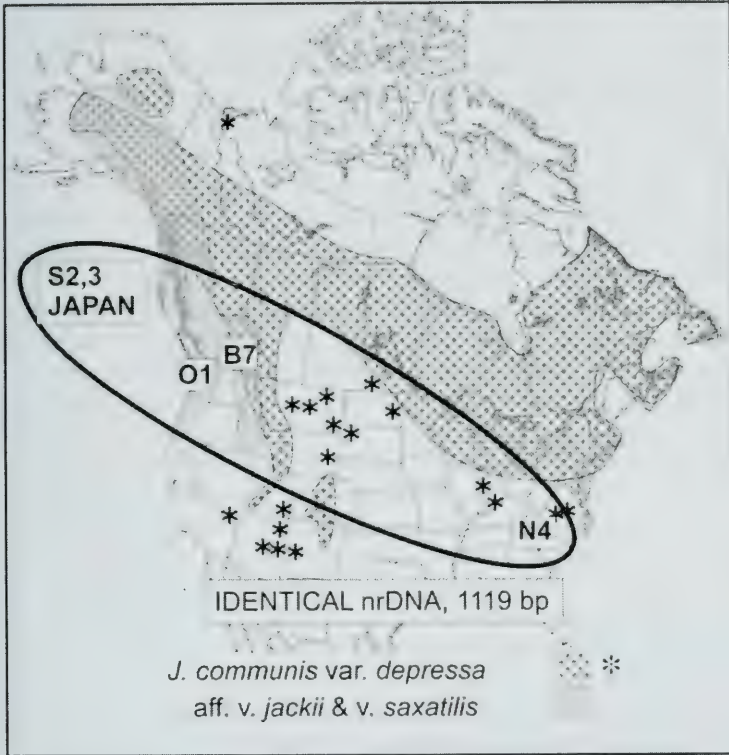 S2,3
JAPAN
B7
O1
N4
IDENTICAL nrDNA, 1119 bp
J. communis var. depressa
aff. v. jackii & v. saxatilis